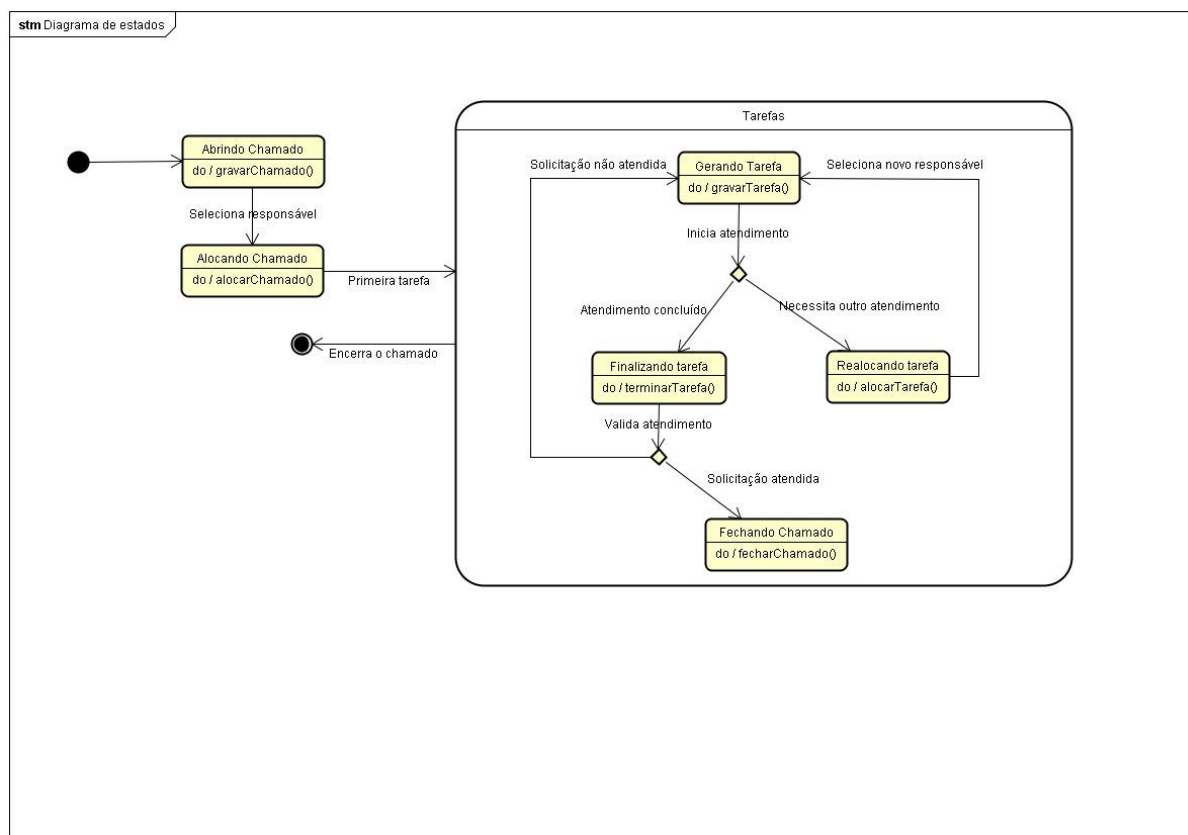 stm Diagrama de estados
Tarefas
Abrindo Chamado
do / gravarChamado()
Seleciona responsável
Alocando Chamado
do / alocarChamado()
Primeira tarefa
Encerra o chamado
Solicitação não atendida
Gerando Tarefa
do / gravarTarefa()
Seleciona novo responsável
Inicia atendimento
Atendimento concluído
Necessita outro atendimento
Finalizando tarefa
do / terminarTarefa()
Realocando tarefa
do / alocarTarefa()
Valida atendimento
Solicitação atendida
Fechando Chamado
do / fecharChamado()